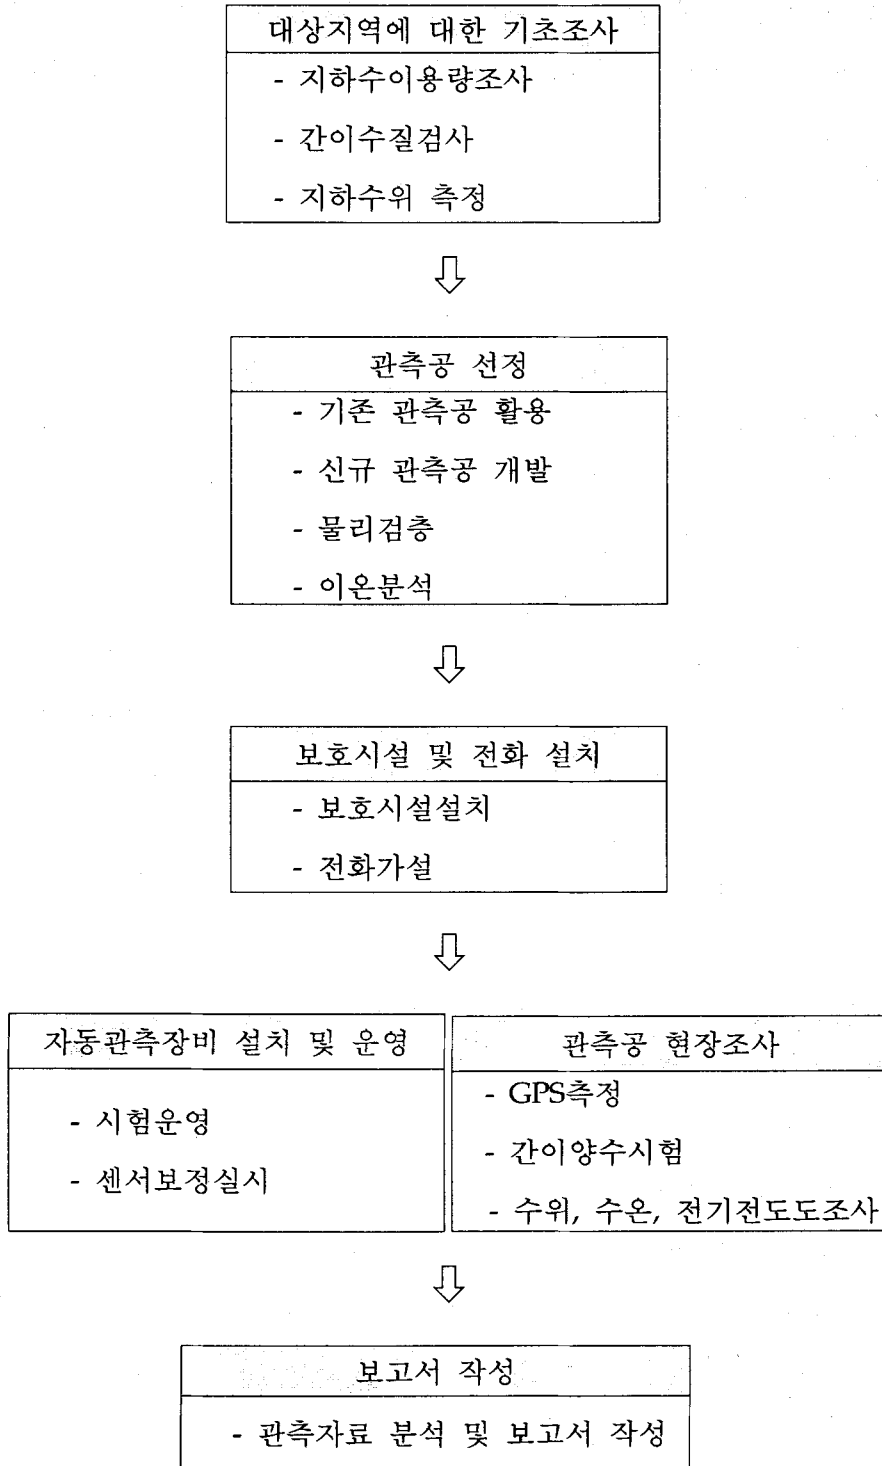 대상지역에 대한 기초조사
- 지하수이용량조사
- 간이수질검사
- 지하수위 측정
관측공 선정
- 기존 관측공 활용
- 신규 관측공 개발
- 물리검층
- 이온분석
보호시설 및 전화 설치
- 보호시설설치
- 전화가설
자동관측장비 설치 및 운영
- 시험운영
- 센서보정실시
관측공 현장조사
- GPS측정
- 간이양수시험
- 수위, 수온, 전기전도도조사
보고서 작성
- 관측자료 분석 및 보고서 작성